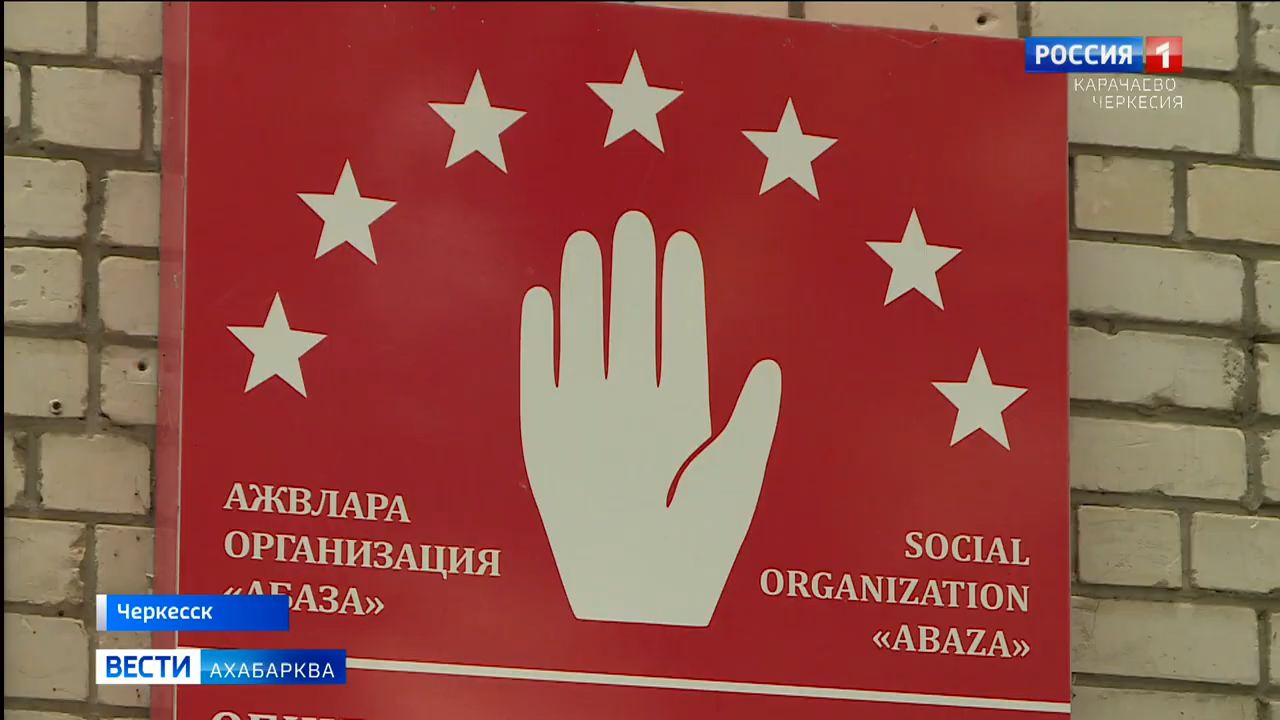 РОССИЯ 1
КАРАЧАЕВО
ЧЕРКЕСИЯ
АЖВЛАРА
ОРГАНИЗАЦИЯ
«АБАЗА»
SOCIAL
ORGANIZATION
«ABAZA»
Черкесск
ВЕСТИ АХАБАРКВА